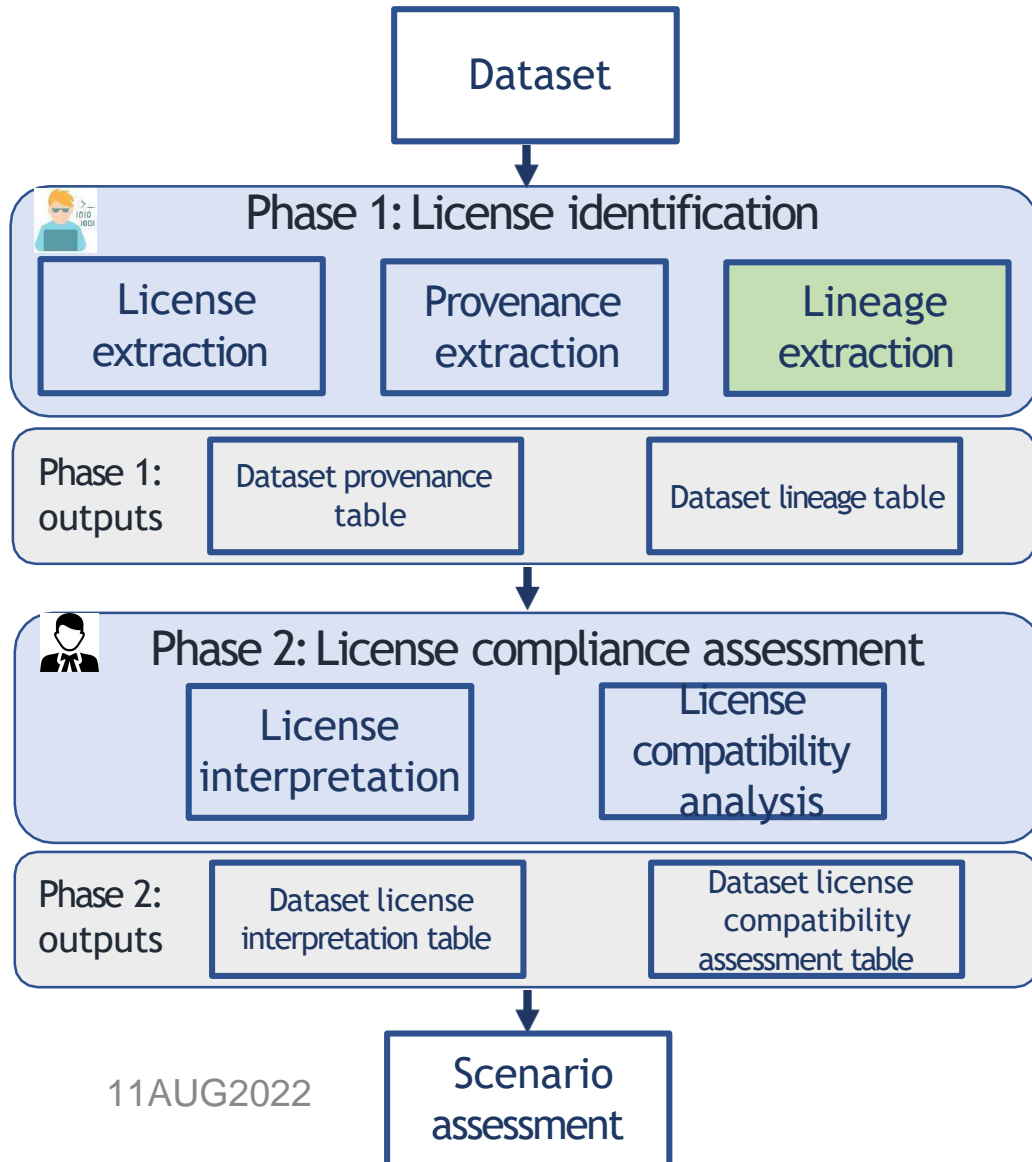 Dataset
>_
1010
1001
Phase 1: License identification
License
extraction
Provenance
extraction
Lineage
extraction
Phase 1:
outputs
Dataset provenance
table
Dataset lineage table
Phase 2: License compliance assessment
License
interpretation
License
compatibility
analysis
Phase 2:
outputs
Dataset license
interpretation table
Dataset license
compatibility
assessment table
11AUG2022
Scenario
assessment